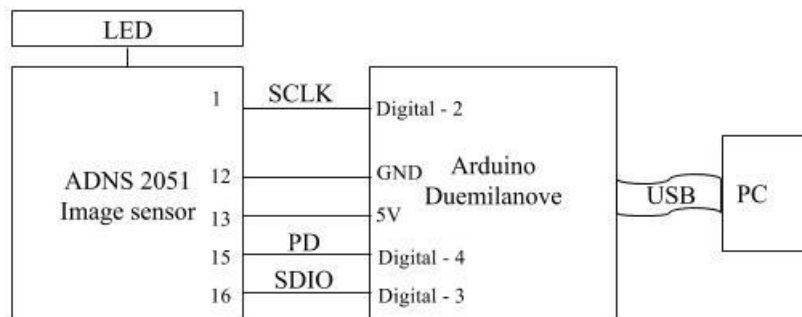 LED
1
SCLK
Digital - 2
ADNS 2051
Image sensor
12
GND
Arduino
Duemilanove
USB
PC
13
5V
15
PD
Digital - 4
16
SDIO
Digital - 3